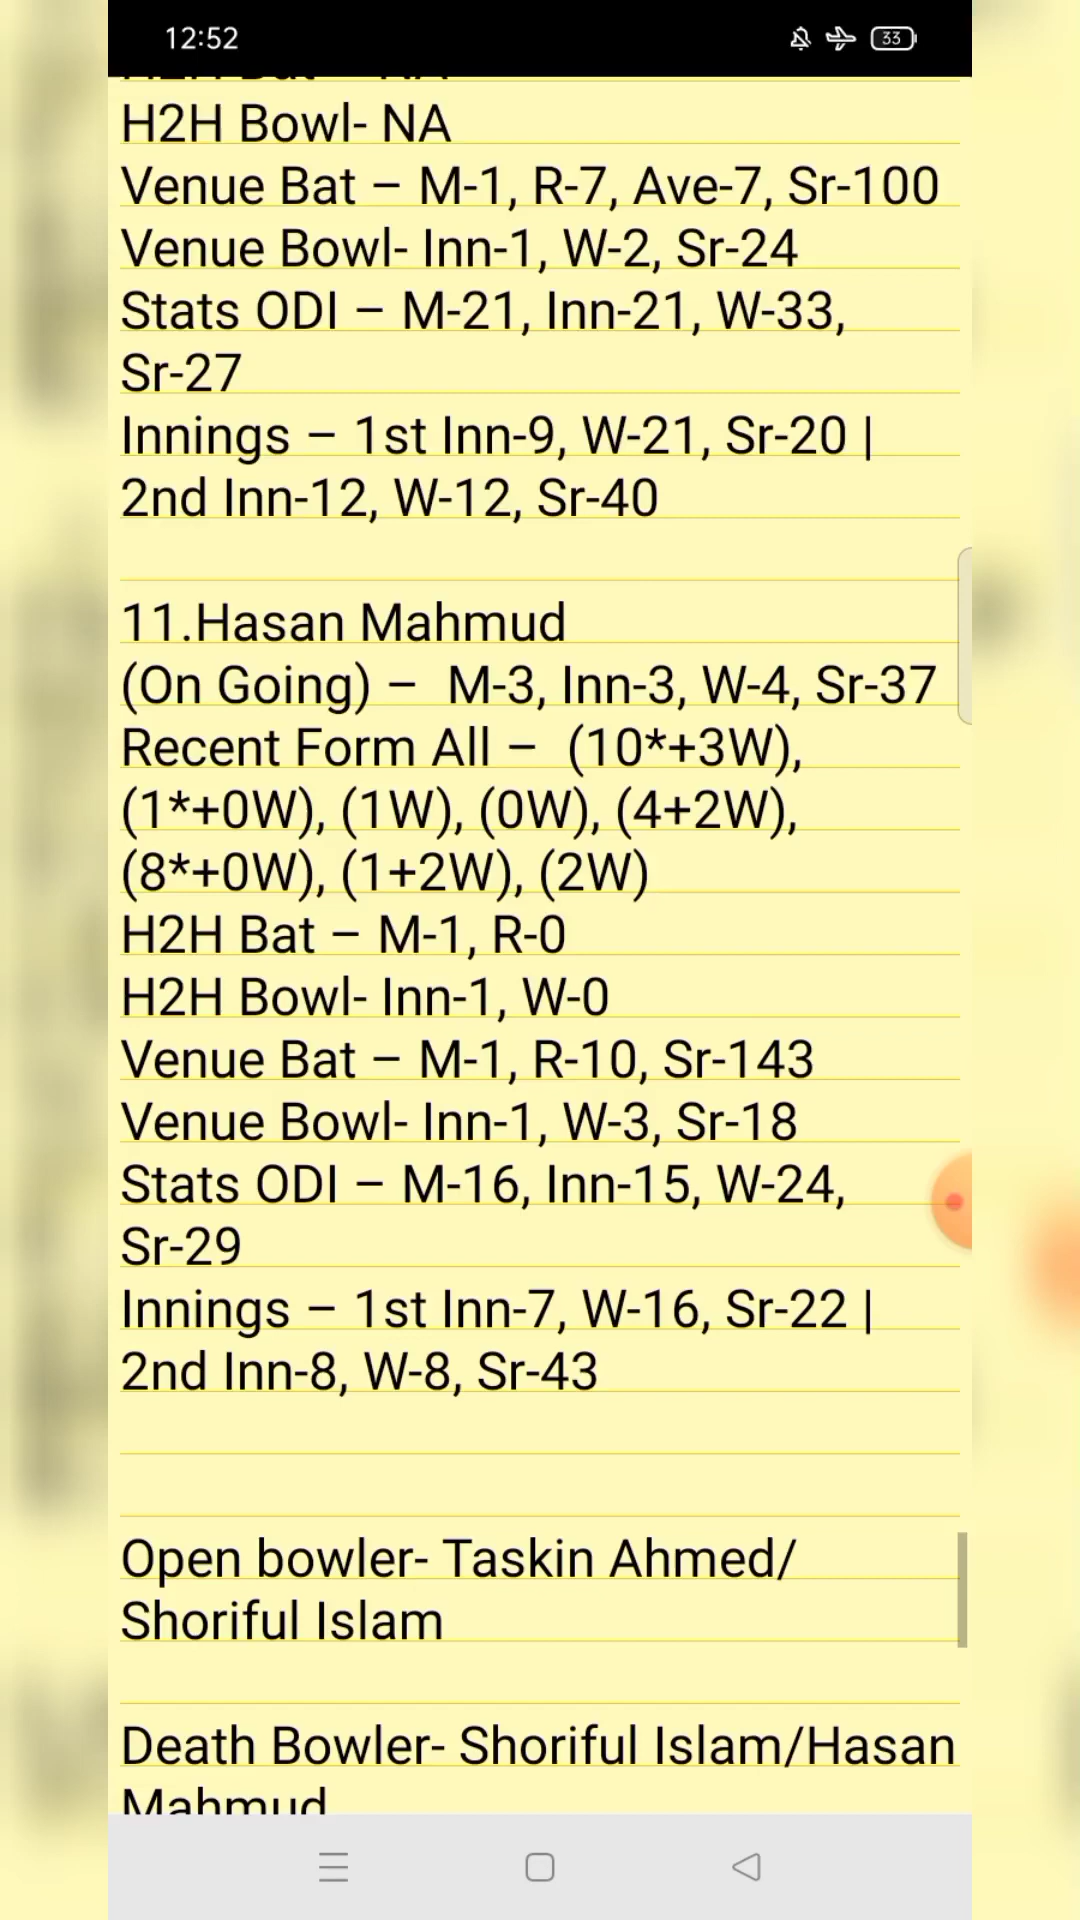 12:52
33
H2H Bat – NA
H2H Bowl- NA
Venue Bat – M-1, R-7, Ave-7, Sr-100
Venue Bowl- Inn-1, W-2, Sr-24
Stats ODI – M-21, Inn-21, W-33,
Sr-27
Innings – 1st Inn-9, W-21, Sr-20 |
2nd Inn-12, W-12, Sr-40
11.Hasan Mahmud
(On Going) –  M-3, Inn-3, W-4, Sr-37
Recent Form All –  (10*+3W),
(1*+0W), (1W), (0W), (4+2W),
(8*+0W), (1+2W), (2W)
H2H Bat – M-1, R-0
H2H Bowl- Inn-1, W-0
Venue Bat – M-1, R-10, Sr-143
Venue Bowl- Inn-1, W-3, Sr-18
Stats ODI – M-16, Inn-15, W-24,
Sr-29
Innings – 1st Inn-7, W-16, Sr-22 |
2nd Inn-8, W-8, Sr-43
Open bowler- Taskin Ahmed/
Shoriful Islam
Death Bowler- Shoriful Islam/Hasan
Mahmud